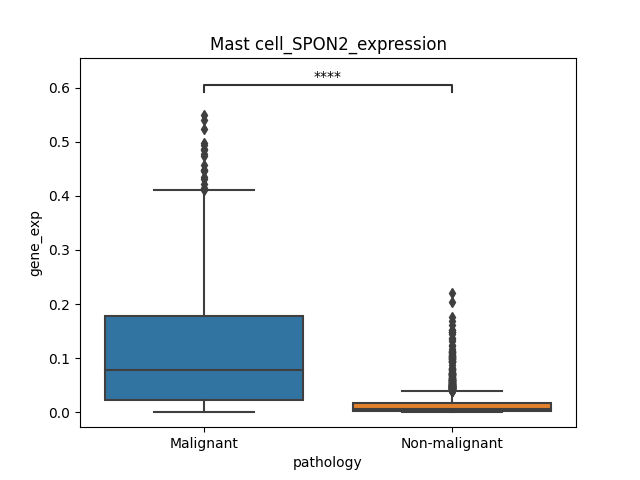 Mast cell_SPON2_expression
****
0.6
0.5
0.4
0.3
0.2
0.1
0.0
gene_exp
Malignant
Non-malignant
pathology